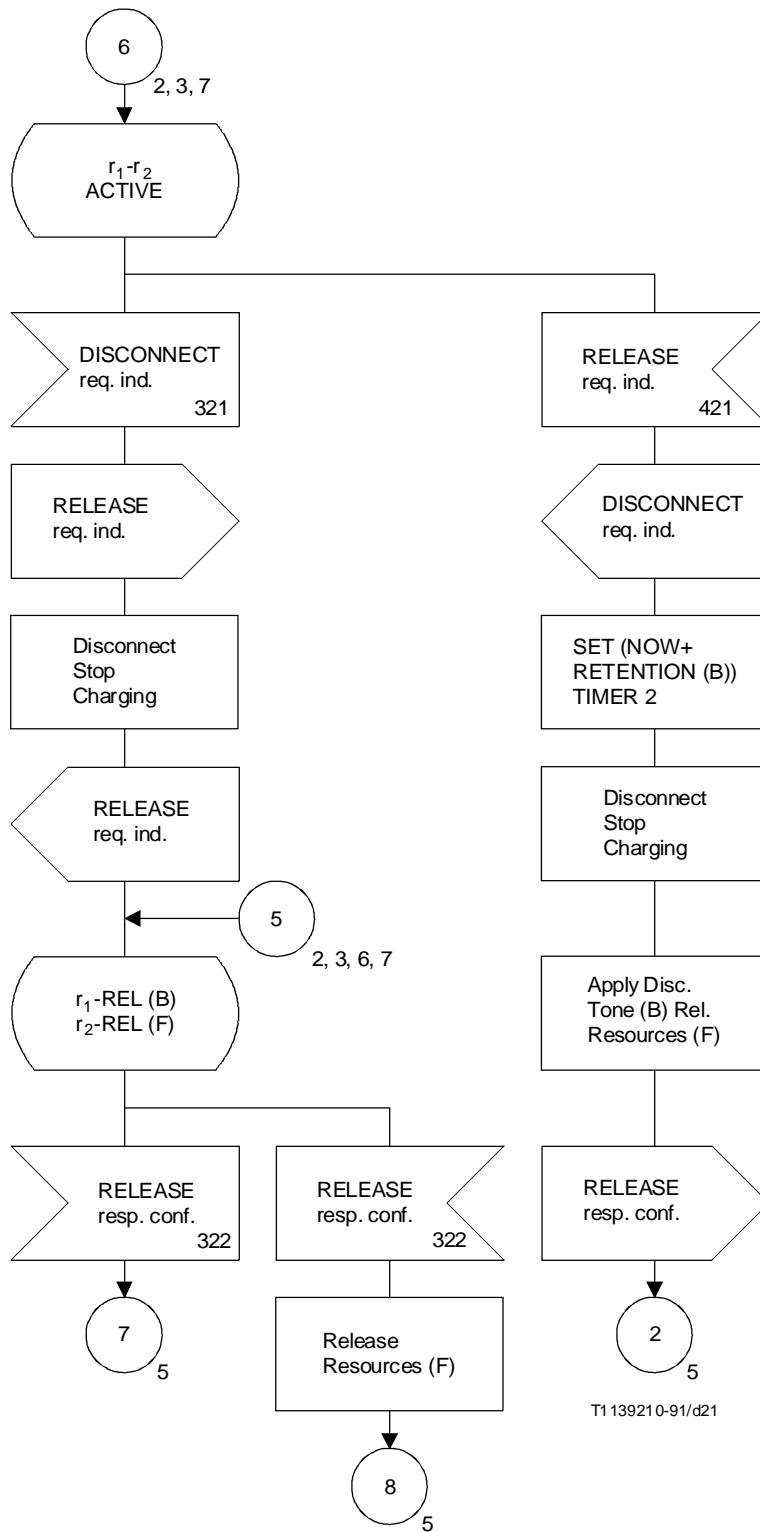 6
2, 3, 7
r1-r2
ACTIVE
DISCONNECT
req. ind.
321
RELEASE
req. ind.
421
RELEASE
req. ind.
DISCONNECT
req. ind.
Disconnect
Stop
Charging
SET (NOW+
RETENTION (B))
TIMER 2
RELEASE
req. ind.
Disconnect
Stop
Charging
5
2, 3, 6, 7
r1-REL (B)
r2-REL (F)
Apply Disc.
Tone (B) Rel.
Resources (F)
RELEASE
resp. conf.
322
RELEASE
resp. conf.
322
RELEASE
resp. conf.
7
5
Release
Resources (F)
2
5
T1139210-91/d21
8
5